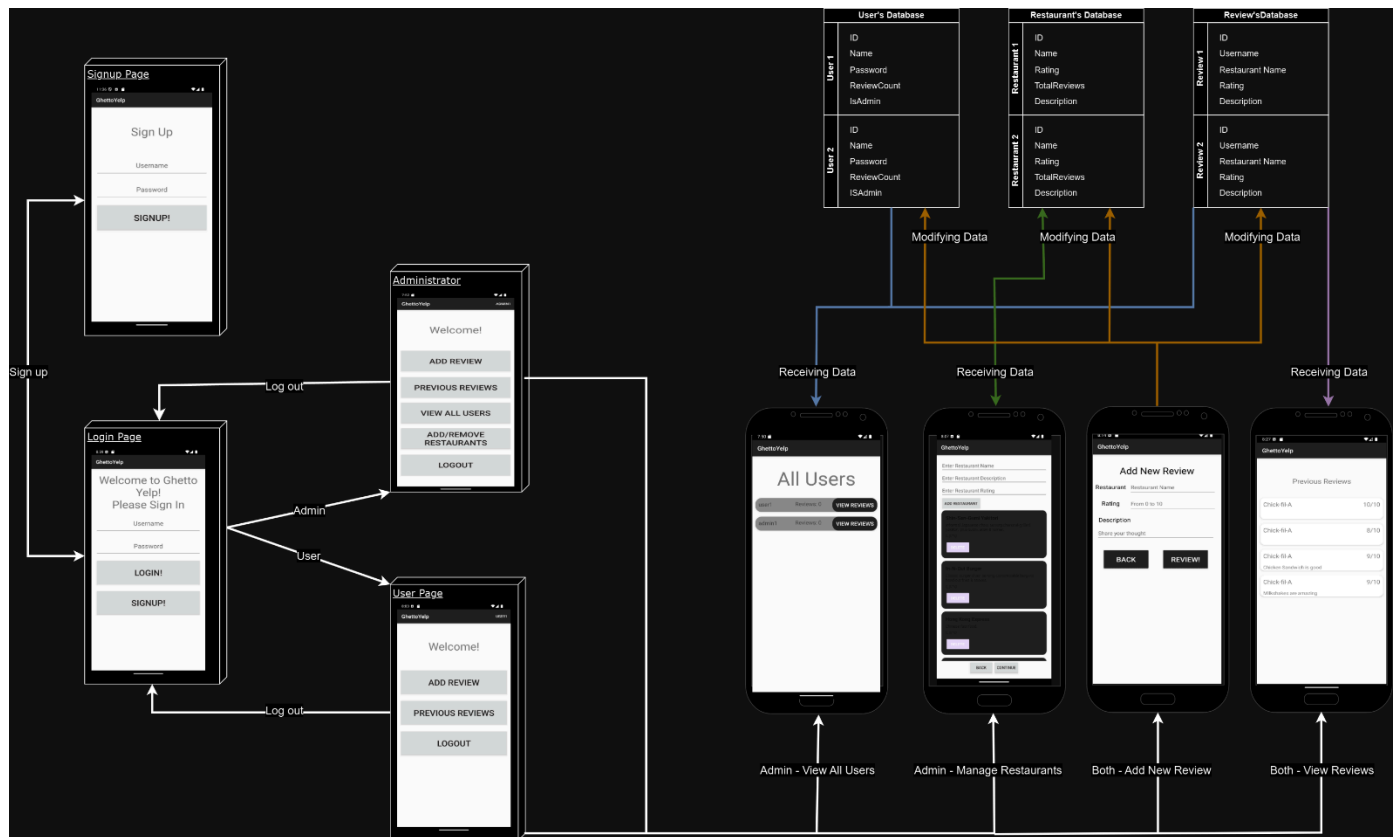 User's Database
User 1
ID
Name
Password
ReviewCount
IsAdmin
User 2
ID
Name
Password
ReviewCount
ISAdmin
Restaurant's Database
Restaurant 1
ID
Name
Rating
TotalReviews
Description
Restaurant 2
ID
Name
Rating
TotalReviews
Description
Review'sDatabase
Review 1
ID
Username
Restaurant Name
Rating
Description
Review 2
ID
Username
Restaurant Name
Rating
Description
Modifying Data
Modifying Data
Modifying Data
Receiving Data
Receiving Data
Receiving Data
Signup Page
GhettoYelp
Sign Up
Username
Password
SIGNUP!
Sign up
Administrator
GhettoYelp
Welcome!
ADD REVIEW
PREVIOUS REVIEWS
VIEW ALL USERS
ADD/REMOVE
RESTAURANTS
LOGOUT
Log out
Login Page
GhettoYelp
Welcome to Ghetto
Yelp!
Please Sign In
Username
Password
LOGIN!
SIGNUP!
Admin
User
User Page
GhettoYelp
Welcome!
ADD REVIEW
PREVIOUS REVIEWS
LOGOUT
Log out
GhettoYelp
All Users
VIEW REVIEWS
admin1
VIEW REVIEWS
GhettoYelp
Enter Restaurant Name
Enter Restaurant Description
Enter Restaurant Rating
ADD RESTAURANT
BACK
CONTINUE
GhettoYelp
Add New Review
Restaurant
Restaurant Name
Rating
From 0 to 10
Description
Share your thought
BACK
REVIEW!
GhettoYelp
Previous Reviews
Chick-fil-A 10/10
Chick-fil-A 8/10
Chick-fil-A 9/10
Chicken Sandwich is great
Chick-fil-A 9/10
Milkshakes are amazing
Admin - View All Users
Admin - Manage Restaurants
Both - Add New Review
Both - View Reviews